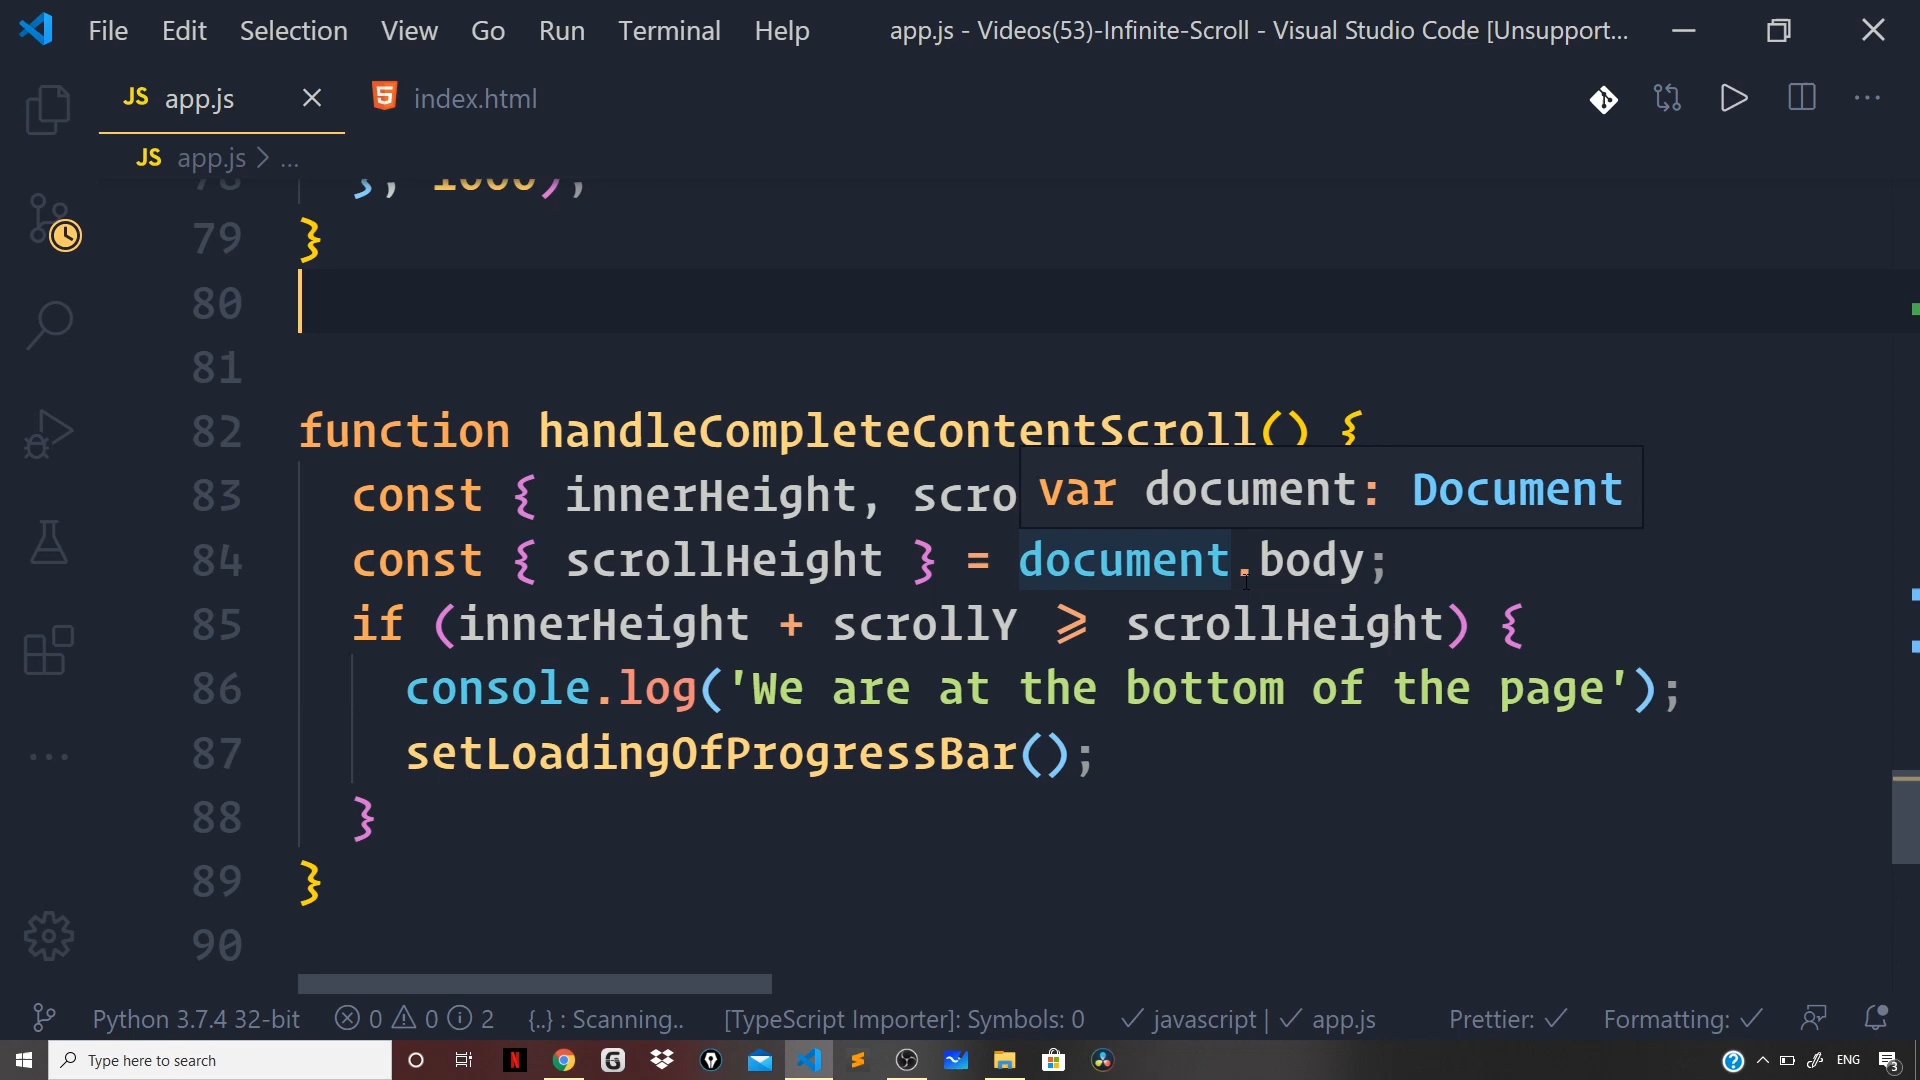 File Edit Selection View Go Run Terminal Help app.js - Videos(53)-Infinite-Scroll - Visual Studio Code [Unsupport...
JS app.js index.html
JS app.js > ...
78 }, 1000);
79 }
80
81
82 function handleCompleteContentScroll() {
83 const { innerHeight, scro
var document: Document
84 const { scrollHeight } = document.body;
85 if (innerHeight + scrollY >= scrollHeight) {
86 console.log('We are at the bottom of the page');
87 setLoadingOfProgressBar();
88 }
89 }
90
Python 3.7.4 32-bit 0 0 2 {..} : Scanning.. [TypeScript Importer]: Symbols: 0 ✓ javascript | ✓ app.js Prettier: ✓ Formatting: ✓
Type here to search ENG 3